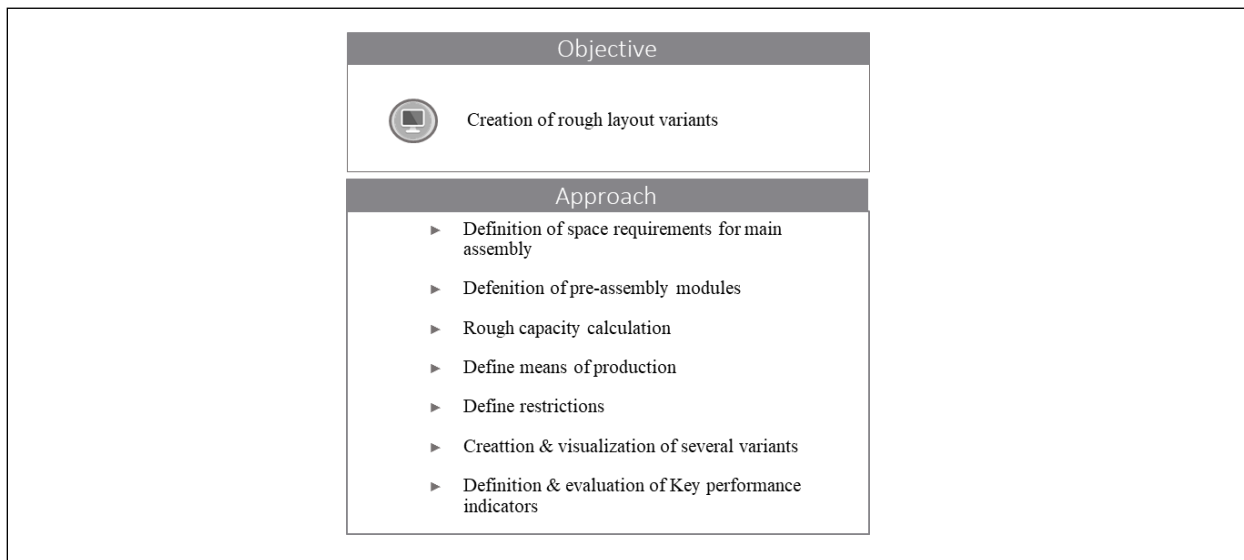 Objective
Creation of rough layout variants
Approach
► Definition of space requirements for main
assembly
► Defenition of pre-assembly modules
► Rough capacity calculation
► Define means of production
► Define restrictions
► Creattion & visualization of several variants
► Definition & evaluation of Key performance
indicators